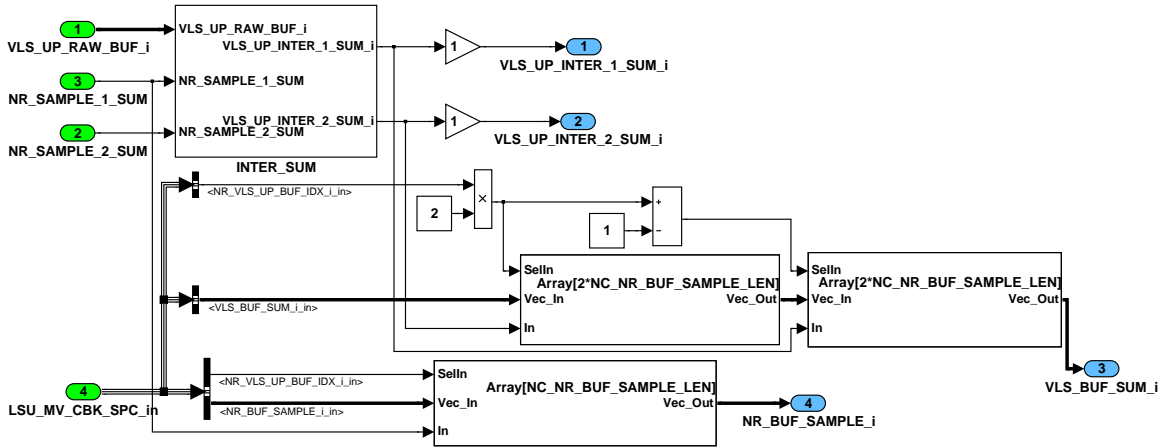 1
VLS_UP_RAW_BUF_i
3
NR_SAMPLE_1_SUM
2
NR_SAMPLE_2_SUM
VLS_UP_RAW_BUF_i
VLS_UP_INTER_1_SUM_i
NR_SAMPLE_1_SUM
VLS_UP_INTER_2_SUM_i
NR_SAMPLE_2_SUM
INTER_SUM
1
1
VLS_UP_INTER_1_SUM_i
1
2
VLS_UP_INTER_2_SUM_i
<NR_VLS_UP_BUF_IDX_i_in>
2
×
1
+
−
SelIn
Array[2*NC_NR_BUF_SAMPLE_LEN]
Vec_In
Vec_Out
In
SelIn
Array[2*NC_NR_BUF_SAMPLE_LEN]
Vec_In
Vec_Out
In
<VLS_BUF_SUM_i_in>
3
VLS_BUF_SUM_i
4
LSU_MV_CBK_SPC_in
<NR_VLS_UP_BUF_IDX_i_in>
<NR_BUF_SAMPLE_i_in>
SelIn
Array[NC_NR_BUF_SAMPLE_LEN]
Vec_In
Vec_Out
In
4
NR_BUF_SAMPLE_i